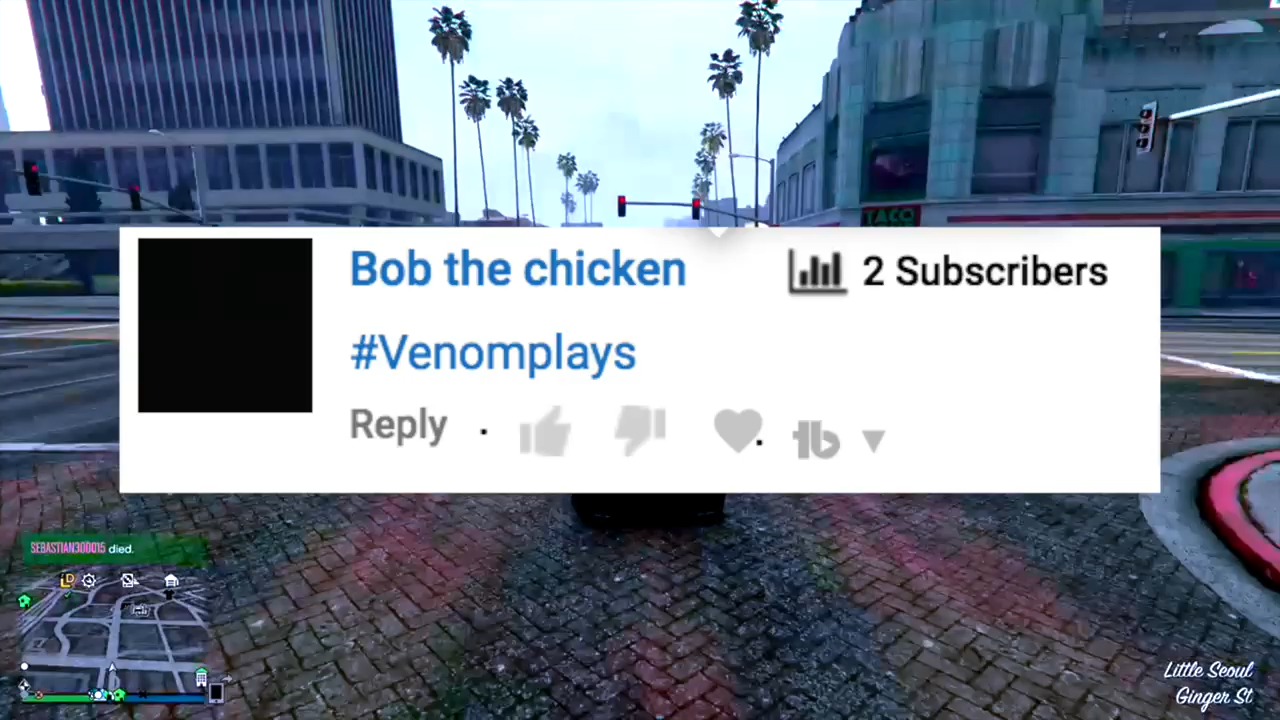 TACO
Bob the chicken
2 Subscribers
#Venomplays
Reply
SEBASTIAN300015 died.
Little Seoul
Ginger St